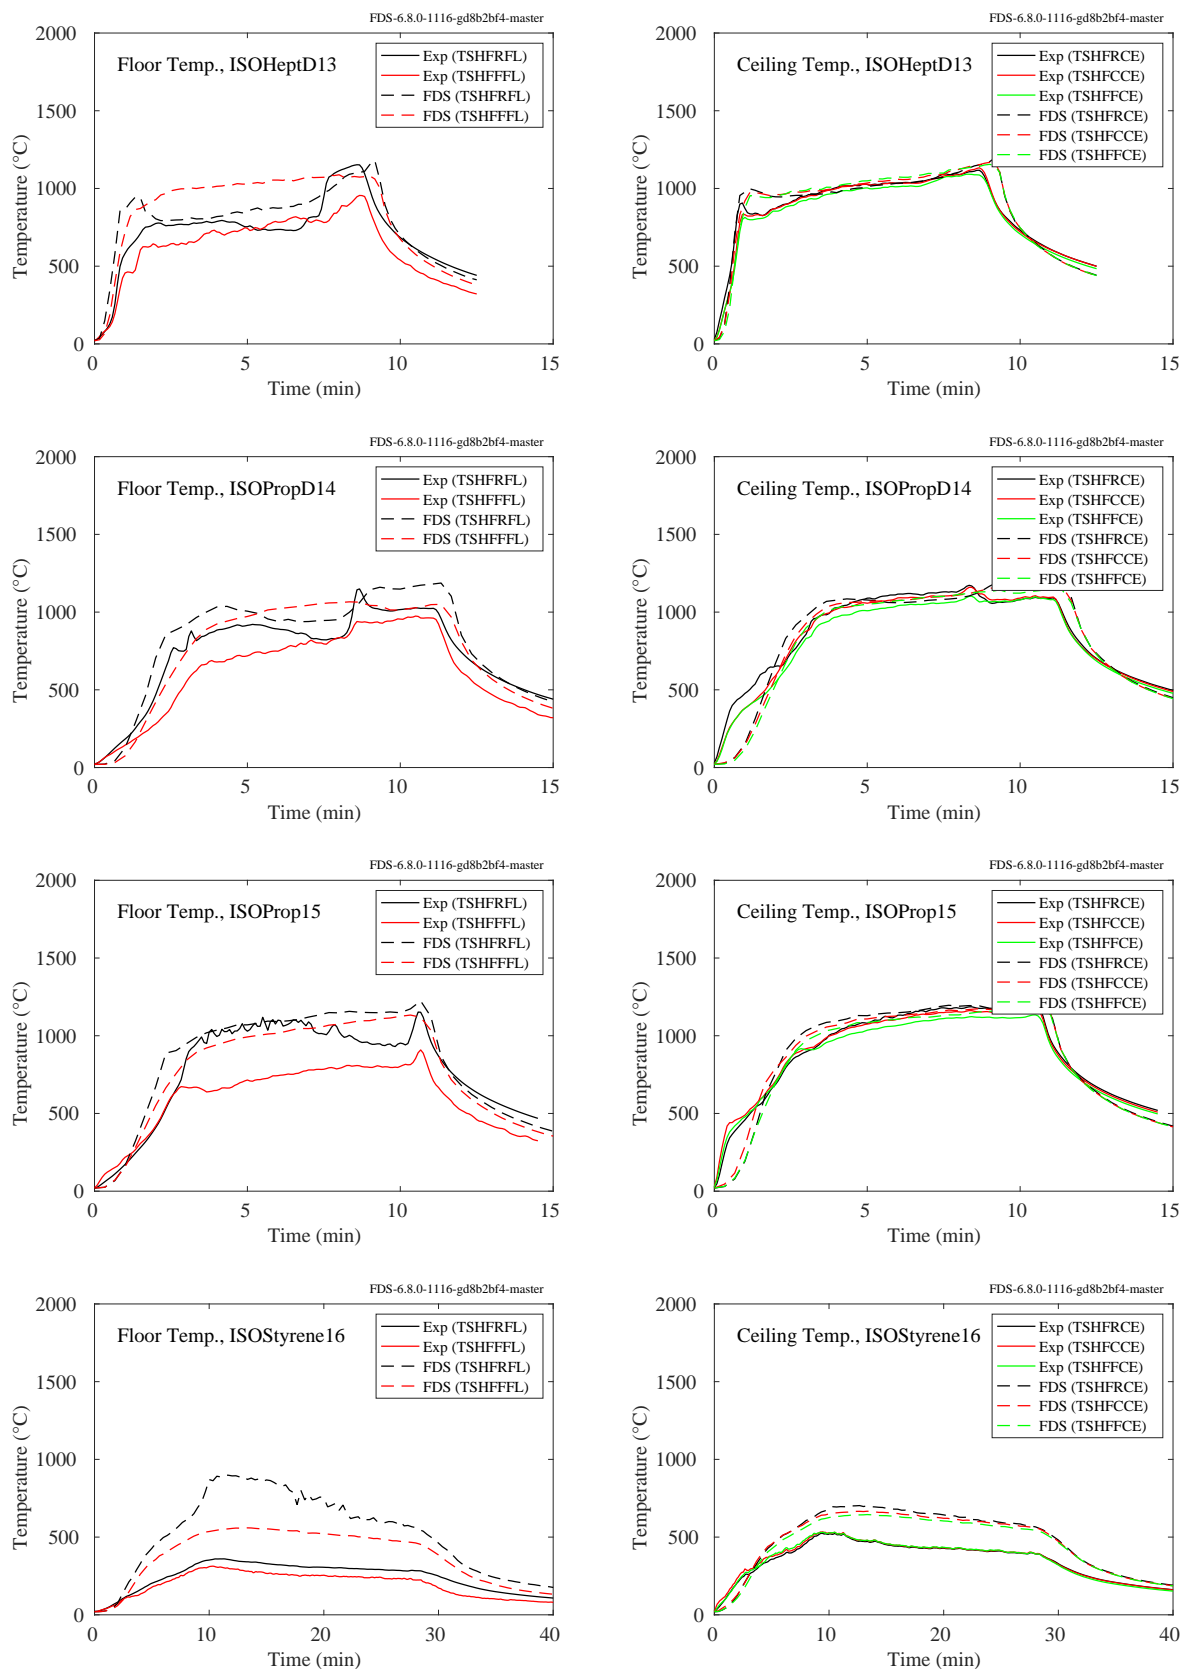 FDS-6.8.0-1116-gd8b2bf4-master
Floor Temp., ISOHeptD13
Exp (TSHFRFL)
Exp (TSHFFFL)
FDS (TSHFRFL)
FDS (TSHFFFL)
2000
1500
1000
500
0
Temperature (°C)
0
5
10
15
Time (min)
FDS-6.8.0-1116-gd8b2bf4-master
Ceiling Temp., ISOHeptD13
Exp (TSHFRCE)
Exp (TSHFCCE)
Exp (TSHFFCE)
FDS (TSHFRCE)
FDS (TSHFCCE)
FDS (TSHFFCE)
2000
1500
1000
500
0
Temperature (°C)
0
5
10
15
Time (min)
FDS-6.8.0-1116-gd8b2bf4-master
Floor Temp., ISOPropD14
Exp (TSHFRFL)
Exp (TSHFFFL)
FDS (TSHFRFL)
FDS (TSHFFFL)
2000
1500
1000
500
0
Temperature (°C)
0
5
10
15
Time (min)
FDS-6.8.0-1116-gd8b2bf4-master
Ceiling Temp., ISOPropD14
Exp (TSHFRCE)
Exp (TSHFCCE)
Exp (TSHFFCE)
FDS (TSHFRCE)
FDS (TSHFCCE)
FDS (TSHFFCE)
2000
1500
1000
500
0
Temperature (°C)
0
5
10
15
Time (min)
FDS-6.8.0-1116-gd8b2bf4-master
Floor Temp., ISOProp15
Exp (TSHFRFL)
Exp (TSHFFFL)
FDS (TSHFRFL)
FDS (TSHFFFL)
2000
1500
1000
500
0
Temperature (°C)
0
5
10
15
Time (min)
FDS-6.8.0-1116-gd8b2bf4-master
Ceiling Temp., ISOProp15
Exp (TSHFRCE)
Exp (TSHFCCE)
Exp (TSHFFCE)
FDS (TSHFRCE)
FDS (TSHFCCE)
FDS (TSHFFCE)
2000
1500
1000
500
0
Temperature (°C)
0
5
10
15
Time (min)
FDS-6.8.0-1116-gd8b2bf4-master
Floor Temp., ISOStyrene16
Exp (TSHFRFL)
Exp (TSHFFFL)
FDS (TSHFRFL)
FDS (TSHFFFL)
2000
1500
1000
500
0
Temperature (°C)
0
10
20
30
40
Time (min)
FDS-6.8.0-1116-gd8b2bf4-master
Ceiling Temp., ISOStyrene16
Exp (TSHFRCE)
Exp (TSHFCCE)
Exp (TSHFFCE)
FDS (TSHFRCE)
FDS (TSHFCCE)
FDS (TSHFFCE)
2000
1500
1000
500
0
Temperature (°C)
0
10
20
30
40
Time (min)